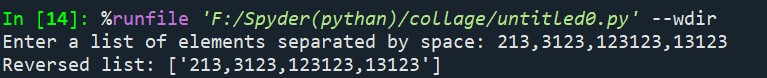 In [14]: %runfile 'F:/Spyder(pythan)/collage/untitled0.py' --wdir
Enter a list of elements separated by space: 213,3123,123123,13123
Reversed list: ['213,3123,123123,13123']